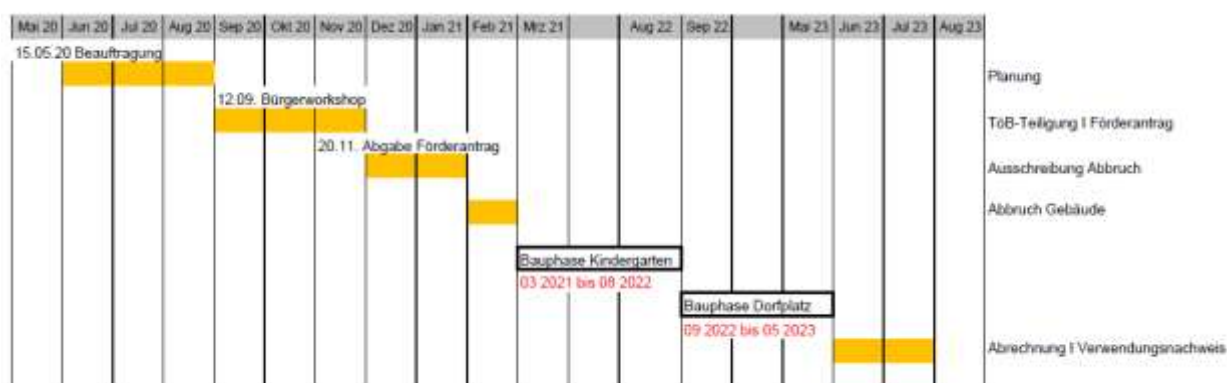 Mai 20 Jun 20 Jul 20 Aug 20 Sep 20 Okt 20 Nov 20 Dez 20 Jan 21 Feb 21 Mrz 21 Aug 22 Sep 22 Mai 23 Jun 23 Jul 23 Aug 23
15.05.20 Beauftragung
Planung
12.09. Bürgerworkshop
TöB-Teiligung I Förderantrag
20.11. Abgabe Förderantrag
Ausschreibung Abbruch
Abbruch Gebäude
Bauphase Kindergarten
03 2021 bis 08 2022
Bauphase Dorfplatz
09 2022 bis 05 2023
Abrechnung I Verwendungsnachweis